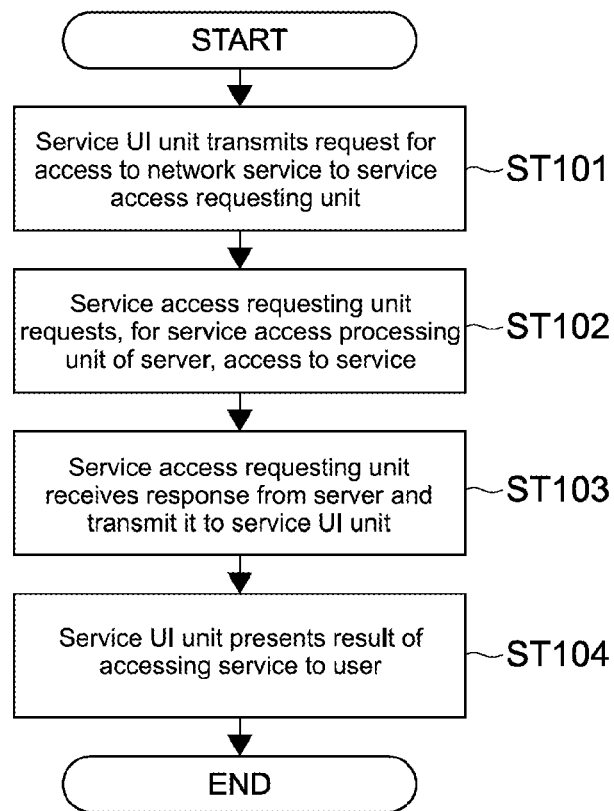 START
Service UI unit transmits request for
access to network service to service
access requesting unit
ST101
Service access requesting unit
requests, for service access processing
unit of server, access to service
ST102
Service access requesting unit
receives response from server and
transmit it to service UI unit
ST103
Service UI unit presents result of
accessing service to user
ST104
END